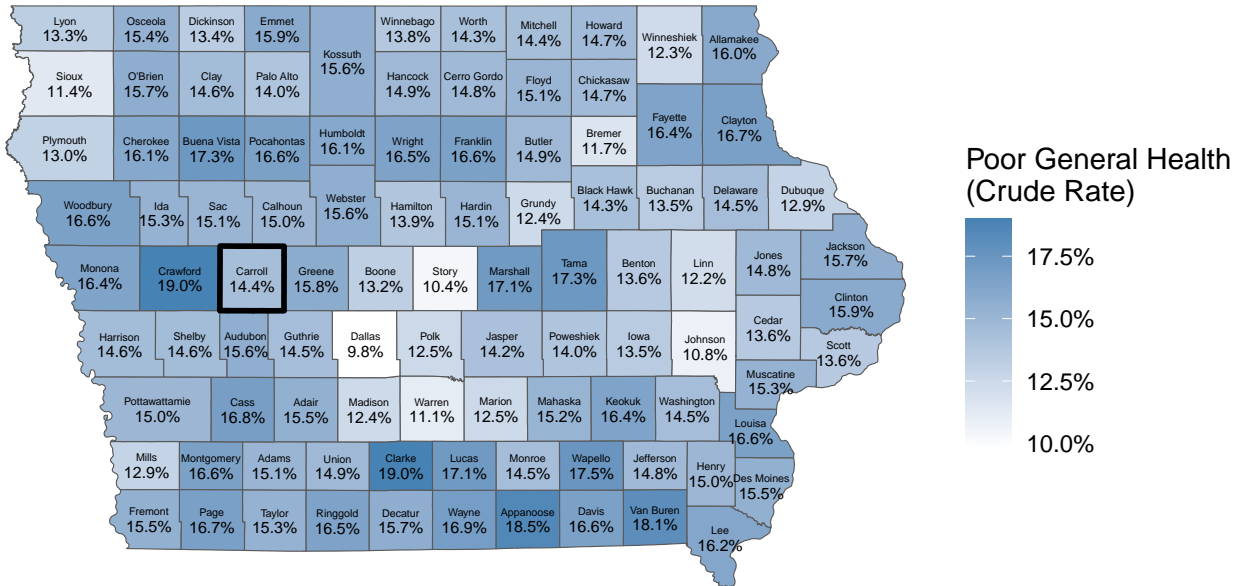 Lyon
13.3%
Osceola
15.4%
Dickinson
13.4%
Emmet
15.9%
Kossuth
15.6%
Winnebago
13.8%
Worth
14.3%
Mitchell
14.4%
Howard
14.7%
Winneshiek
12.3%
Allamakee
16.0%
Sioux
11.4%
O'Brien
15.7%
Clay
14.6%
Palo Alto
14.0%
Hancock
14.9%
Cerro Gordo
14.8%
Floyd
15.1%
Chickasaw
14.7%
Fayette
16.4%
Clayton
16.7%
Plymouth
13.0%
Cherokee
16.1%
Buena Vista
17.3%
Pocahontas
16.6%
Humboldt
16.1%
Wright
16.5%
Franklin
16.6%
Butler
14.9%
Bremer
11.7%
Woodbury
16.6%
Ida
15.3%
Sac
15.1%
Calhoun
15.0%
Webster
15.6%
Hamilton
13.9%
Hardin
15.1%
Grundy
12.4%
Black Hawk
14.3%
Buchanan
13.5%
Delaware
14.5%
Dubuque
12.9%
Monona
16.4%
Crawford
19.0%
Carroll
14.4%
Greene
15.8%
Boone
13.2%
Story
10.4%
Marshall
17.1%
Tama
17.3%
Benton
13.6%
Linn
12.2%
Jones
14.8%
Jackson
15.7%
Clinton
15.9%
Harrison
14.6%
Shelby
14.6%
Audubon
15.6%
Guthrie
14.5%
Dallas
9.8%
Polk
12.5%
Jasper
14.2%
Poweshiek
14.0%
Iowa
13.5%
Johnson
10.8%
Cedar
13.6%
Scott
13.6%
Muscatine
15.3%
Pottawattamie
15.0%
Cass
16.8%
Adair
15.5%
Madison
12.4%
Warren
11.1%
Marion
12.5%
Mahaska
15.2%
Keokuk
16.4%
Washington
14.5%
Louisa
16.6%
Mills
12.9%
Montgomery
16.6%
Adams
15.1%
Union
14.9%
Clarke
19.0%
Lucas
17.1%
Monroe
14.5%
Wapello
17.5%
Jefferson
14.8%
Henry
15.0%
Des Moines
15.5%
Fremont
15.5%
Page
16.7%
Taylor
15.3%
Ringgold
16.5%
Decatur
15.7%
Wayne
16.9%
Appanoose
18.5%
Davis
16.6%
Van Buren
18.1%
Lee
16.2%
Poor General Health
(Crude Rate)
17.5%
15.0%
12.5%
10.0%